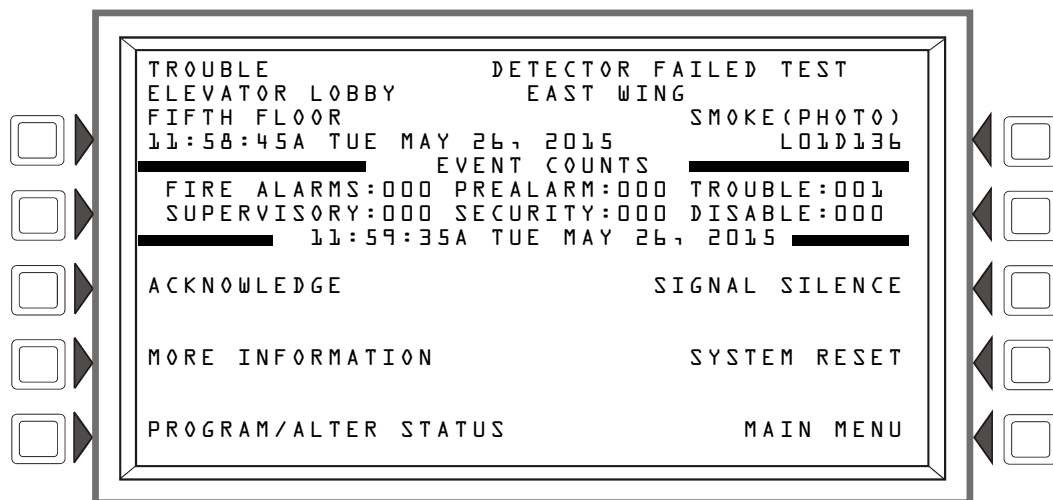 TROUBLE DETECTOR FAILED TEST
ELEVATOR LOBBY EAST WING
FIFTH FLOOR SMOKE(PHOTO)
11:58:45A TUE MAY 26, 2015 L01D136
EVENT COUNTS
FIRE ALARMS:000 PREALARM:000 TROUBLE:001
SUPERVISORY:000 SECURITY:000 DISABLE:000
11:59:35A TUE MAY 26, 2015
ACKNOWLEDGE SIGNAL SILENCE
MORE INFORMATION SYSTEM RESET
PROGRAM/ALTER STATUS MAIN MENU